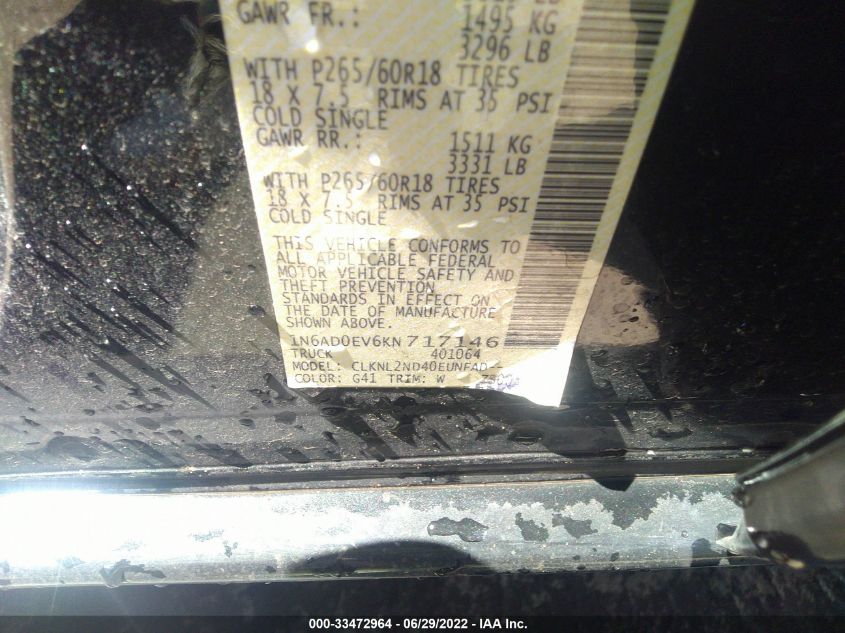 GAWR FR.: 1495 KG
3296 LB
WITH P265/60R18 TIRES
18 X 7.5 RIMS AT 35 PSI
COLD SINGLE
GAWR RR.: 1511 KG
3331 LB
WITH P265/60R18 TIRES
18 X 7.5 RIMS AT 35 PSI
COLD SINGLE
THIS VEHICLE CONFORMS TO
ALL APPLICABLE FEDERAL
MOTOR VEHICLE SAFETY AND
THEFT PREVENTION
STANDARDS IN EFFECT ON
THE DATE OF MANUFACTURE
SHOWN ABOVE.
1N6AD0EV6KN717146
TRUCK 401064
MODEL: CLKNL2ND40EUNFAD--
COLOR: G41 TRIM: W
000-33472964 - 06/29/2022 - IAA Inc.